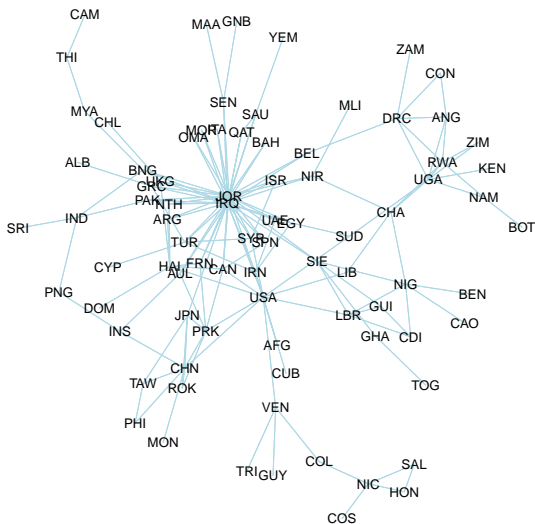 CAM
MAA GNB
YEM
THI
ZAM
CON
SEN
MYA
CHL
SAU
MLI
DRC
ANG
MOR ITA
OMA
QAT
BAH
ZIM
ALB
BNG
BEL
RWA
KEN
HKG
GRC
ISR
NIR
UGA
PAK
NTH
JOR
IRQ
NAM
SRI
IND
ARG
UAE
EGY
CHA
BOT
TUR
SYR
SPN
SUD
CYP
HAI
FRN
CAN
IRN
SIE
LIB
AUL
PNG
DOM
USA
NIG
BEN
JPN
LBR
GUI
CAO
INS
PRK
GHA
CDI
AFG
CHN
CUB
TAW
ROK
TOG
VEN
PHI
MON
TRI
GUY
COL
SAL
NIC
HON
COS